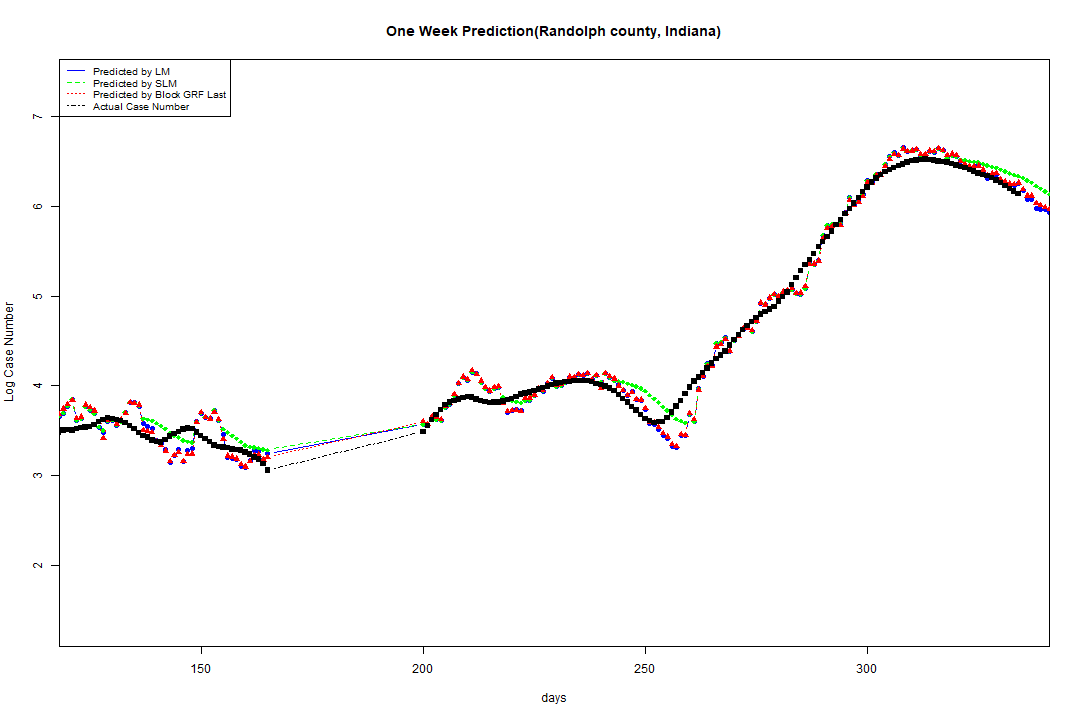 One Week Prediction(Randolph county, Indiana)
Predicted by LM
Predicted by SLM
Predicted by Block GRF Last
Actual Case Number
7
6
5
4
3
2
Log Case Number
150 200 250 300
days